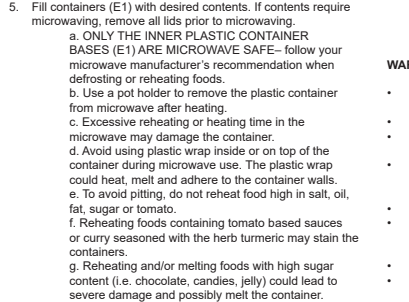 5. Fill containers (E1) with desired contents. If contents require
microwaving, remove all lids prior to microwaving.
a. ONLY THE INNER PLASTIC CONTAINER
BASES (E1) ARE MICROWAVE SAFE– follow your
microwave manufacturer's recommendation when
defrosting or reheating foods.
b. Use a pot holder to remove the plastic container
from microwave after heating.
c. Excessive reheating or heating time in the
microwave may damage the container.
d. Avoid using plastic wrap inside or on top of the
container during microwave use. The plastic wrap
could heat, melt and adhere to the container walls.
e. To avoid pitting, do not reheat food high in salt, oil,
fat, sugar or tomato.
f. Reheating foods containing tomato based sauces
or curry seasoned with the herb turmeric may stain the
containers.
g. Reheating and/or melting foods with high sugar
content (i.e. chocolate, candies, jelly) could lead to
severe damage and possibly melt the container.
•
•
•
•
•
•
•
•